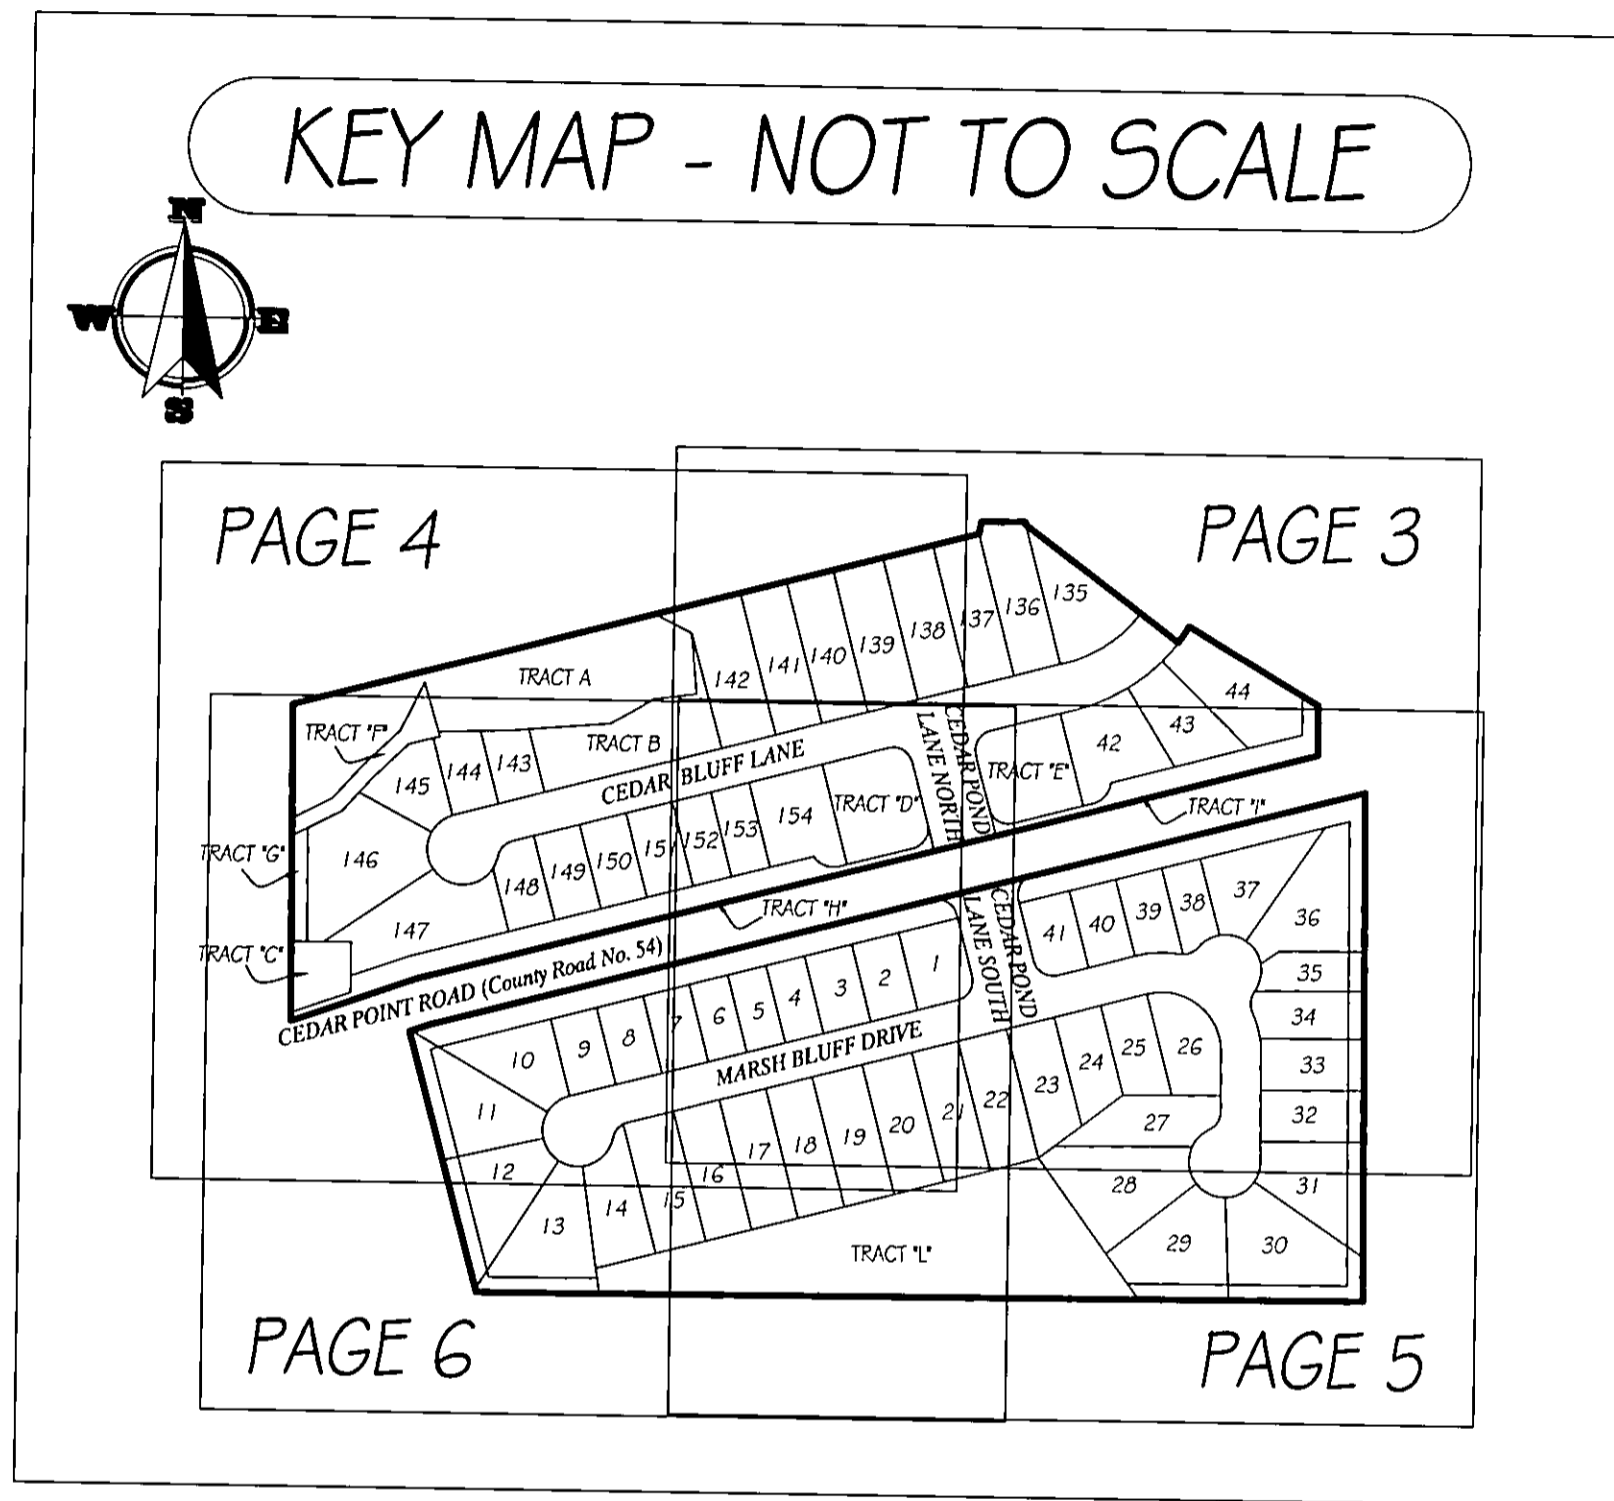 KEY MAP - NOT TO SCALE
N
W E
S
PAGE 4
PAGE 3
135
136
137
138
139
140
141
142
TRACT A
44
43
42
TRACT "F"
TRACT B
143
144
145
CEDAR BLUFF LANE
CEDAR POND
LANE NORTH
TRACT "E"
TRACT "D"
TRACT "I"
154
153
152
151
150
149
148
146
TRACT "G"
147
TRACT "C"
TRACT "H"
CEDAR POINT ROAD (County Road No. 54)
CEDAR POND
LANE SOUTH
37
38
39
40
41
36
35
34
33
32
31
1
2
3
4
5
6
7
8
9
10
11
12
13
MARSH BLUFF DRIVE
14
15
16
17
18
19
20
21
22
23
24
25
26
27
28
29
30
TRACT "L"
PAGE 6
PAGE 5